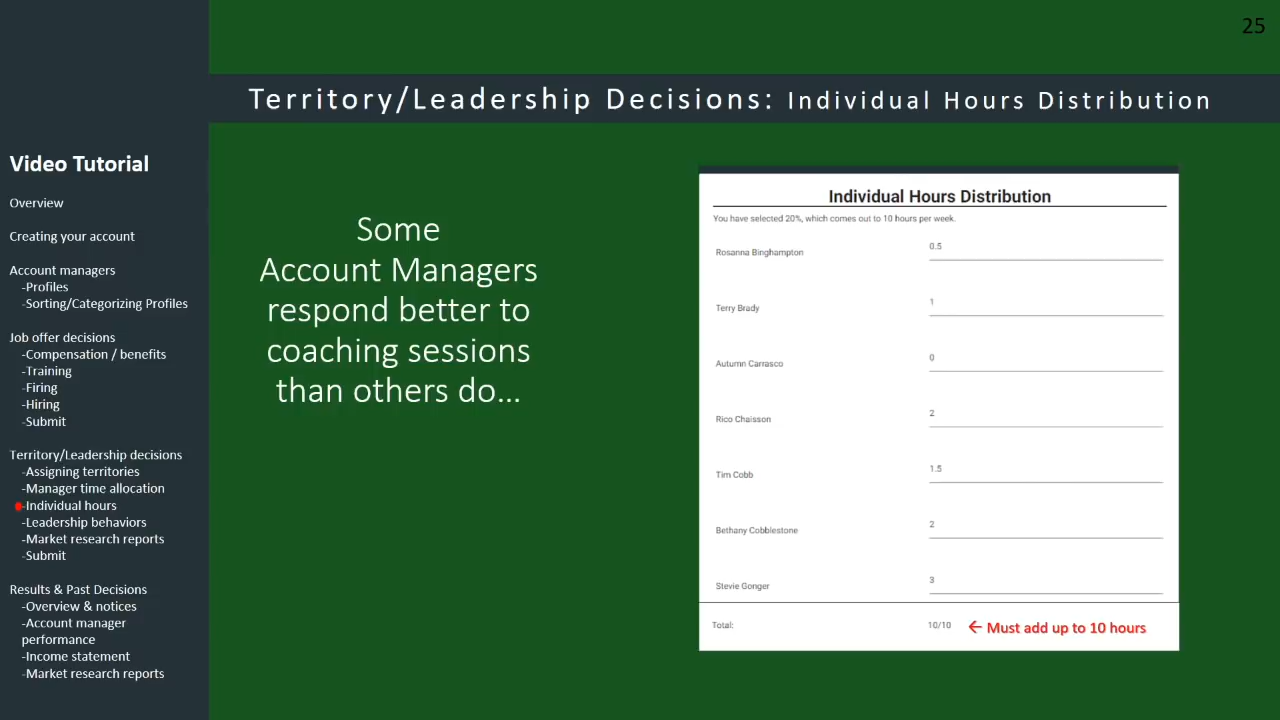 25
Territory/Leadership Decisions: Individual Hours Distribution
Video Tutorial
Overview
Creating your account
Account managers
-Profiles
-Sorting/Categorizing Profiles
Job offer decisions
-Compensation / benefits
-Training
-Firing
-Hiring
-Submit
Territory/Leadership decisions
-Assigning territories
-Manager time allocation
-Individual hours
-Leadership behaviors
-Market research reports
-Submit
Results & Past Decisions
-Overview & notices
-Account manager
performance
-Income statement
-Market research reports
Some
Account Managers
respond better to
coaching sessions
than others do...
Individual Hours Distribution
You have selected 20%, which comes out to 10 hours per week.
Rosanna Binghampton 0.5
Terry Brady 1
Autumn Carrasco 0
Rico Chaisson 2
Tim Cobb 1.5
Bethany Cobblestone 2
Stevie Gonger 3
Total: 10/10 ← Must add up to 10 hours